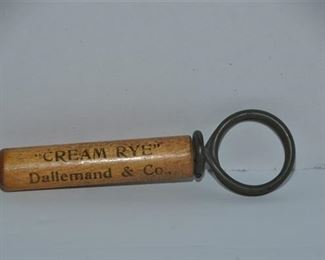 "CREAM RYE"
Dallemand & Co.,